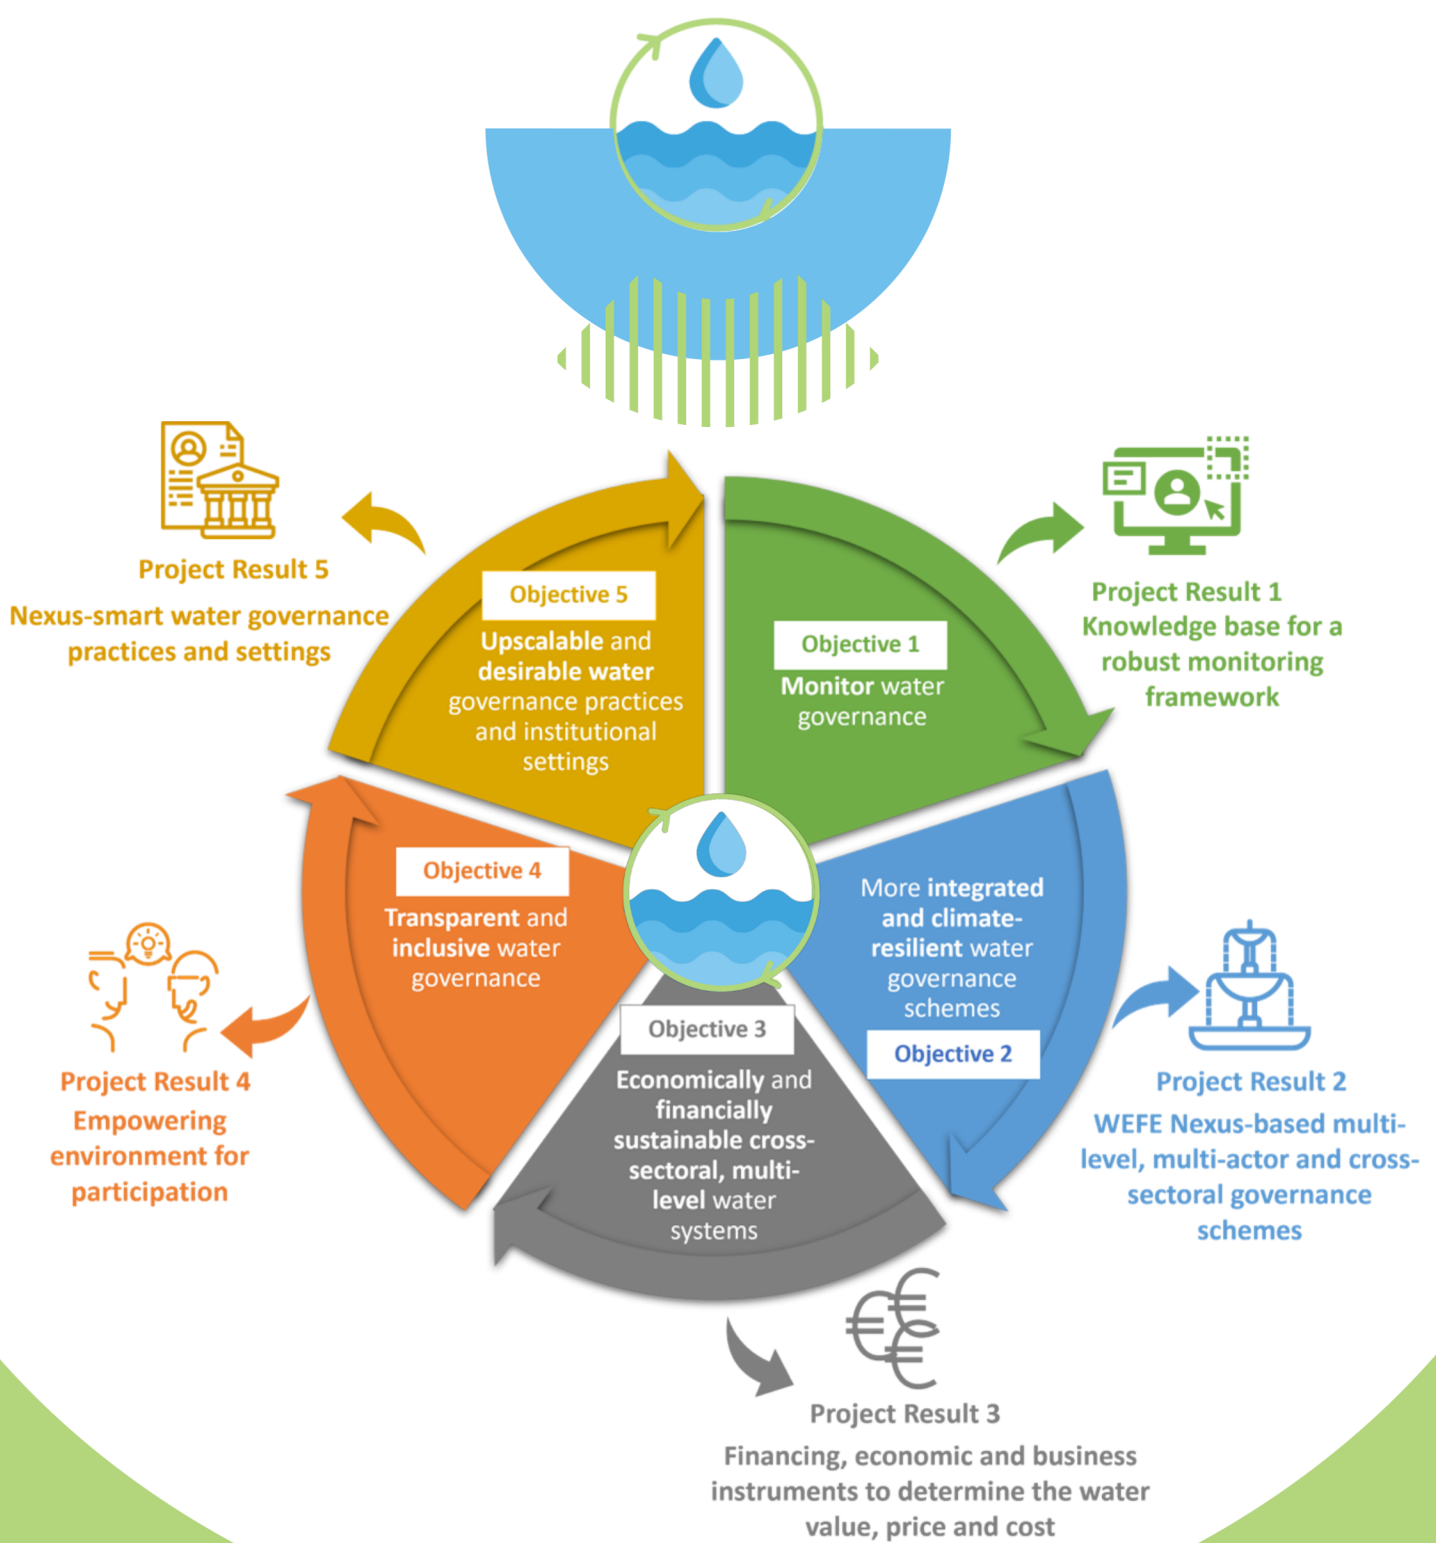 Objective 1
Monitor water
governance
Project Result 1
Knowledge base for a
robust monitoring
framework
More integrated
and climate-
resilient water
governance
schemes
Objective 2
Project Result 2
WEFE Nexus-based multi-
level, multi-actor and cross-
sectoral governance
schemes
Objective 3
Economically and
financially
sustainable cross-
sectoral, multi-
level water
systems
Project Result 3
Financing, economic and business
instruments to determine the water
value, price and cost
Objective 4
Transparent and
inclusive water
governance
Project Result 4
Empowering
environment for
participation
Objective 5
Upscalable and
desirable water
governance practices
and institutional
settings
Project Result 5
Nexus-smart water governance
practices and settings